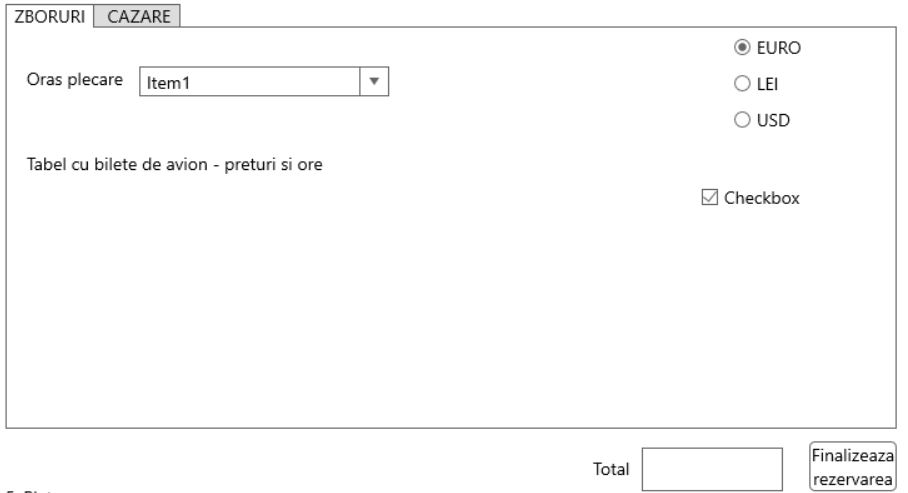 ZBORURI CAZARE
EURO
Oras plecare Item1
LEI
USD
Tabel cu bilete de avion - preturi si ore
Checkbox
Finalizeaza
Total
rezervarea